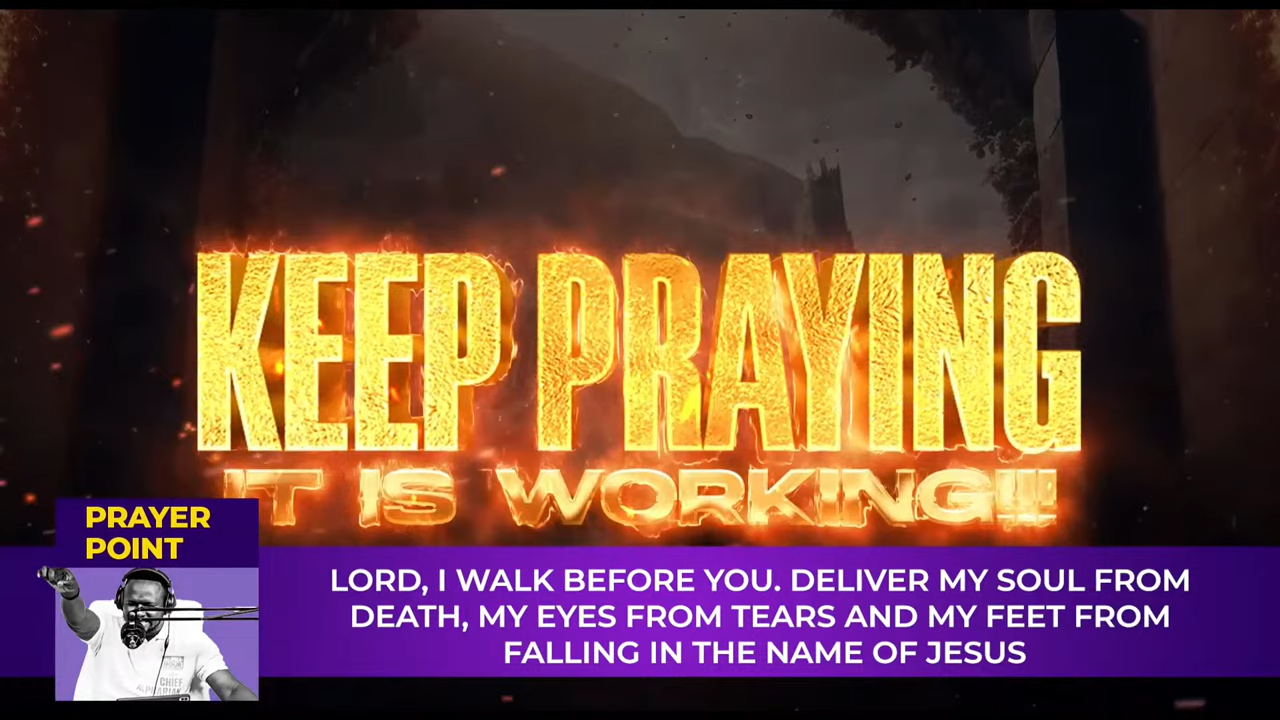 KEEP PRAYING
IT IS WORKING!!!
PRAYER
POINT
LORD, I WALK BEFORE YOU. DELIVER MY SOUL FROM
DEATH, MY EYES FROM TEARS AND MY FEET FROM
FALLING IN THE NAME OF JESUS
CHIEF